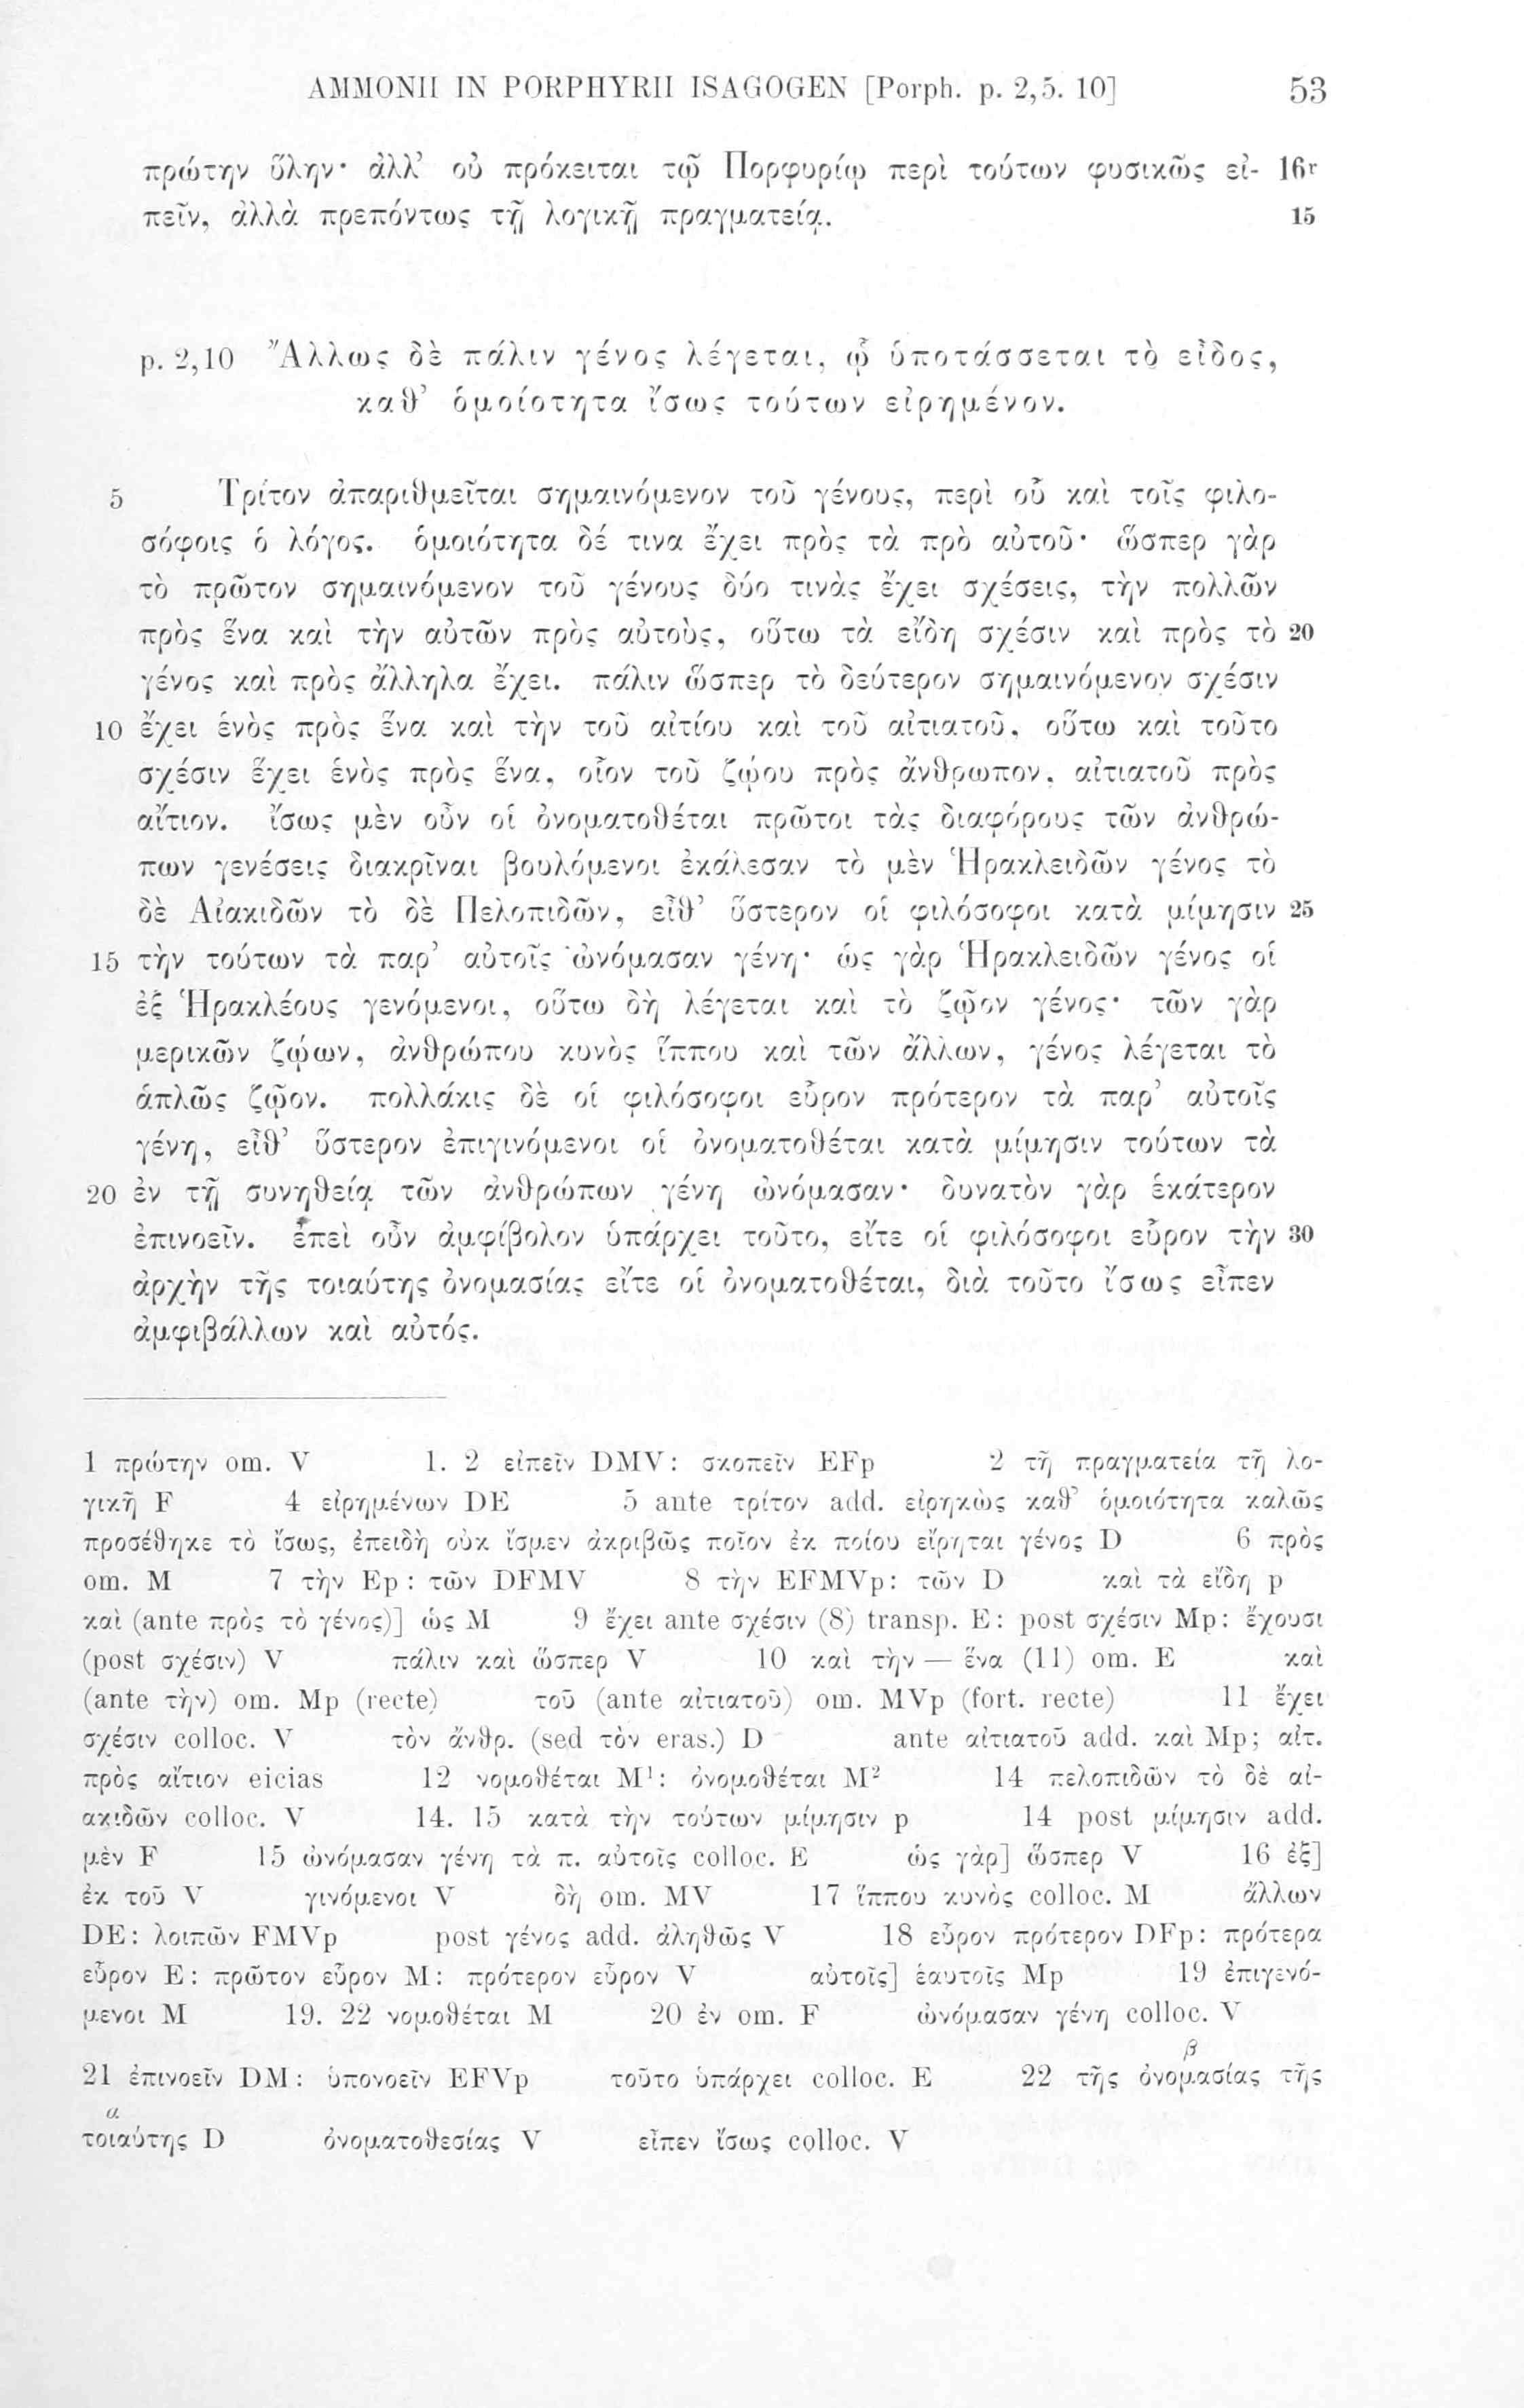 AMMONII IN PORPHYRII ISAGOGEN [Porph. p. 2,5. 10] 53
πρώτην ὕλην· ἀλλ’ οὐ πρόκειται τῷ Πορφυρίῳ περὶ τούτων φυσικῶς εἰ- 16r
πεῖν, ἀλλὰ πρεπόντως τῇ λογικῇ πραγματείᾳ. 15
p. 2,10 Ἄλλως δὲ πάλιν γένος λέγεται, ᾧ ὑποτάσσεται τὸ εἶδος,
καθ’ ὁμοίοτητα ἴσως τούτων εἰρημένον.
5 Τρίτον ἀπαριθμεῖται σημαινόμενον τοῦ γένους, περὶ οὗ καὶ τοῖς φιλο-
σόφοις ὁ λόγος. ὁμοιότητα δέ τινα ἔχει πρὸς τὰ πρὸ αὐτοῦ· ὥσπερ γὰρ
τὸ πρῶτον σημαινόμενον τοῦ γένους δύο τινὰς ἔχει σχέσεις, τὴν πολλῶν
πρὸς ἕνα καὶ τὴν αὐτῶν πρὸς αὑτούς, οὕτω τὰ εἴδη σχέσιν καὶ πρὸς τὸ 20
γένος καὶ πρὸς ἄλληλα ἔχει. πάλιν ὥσπερ τὸ δεύτερον σημαινόμενον σχέσιν
10 ἔχει ἑνὸς πρὸς ἕνα καὶ τὴν τοῦ αἰτίου καὶ τοῦ αἰτιατοῦ, οὕτω καὶ τοῦτο
σχέσιν ἔχει ἑνὸς πρὸς ἕνα, οἷον τοῦ ζῴου πρὸς ἄνθρωπον, αἰτιατοῦ πρὸς
αἴτιον. ἴσως μὲν οὖν οἱ ὀνοματοθέται πρῶτοι τὰς διαφόρους τῶν ἀνθρώ-
πων γενέσεις διακρῖναι βουλόμενοι ἐκάλεσαν τὸ μὲν Ἡρακλειδῶν γένος τὸ
δὲ Αἰακιδῶν τὸ δὲ Πελοπιδῶν, εἶθ’ ὕστερον οἱ φιλόσοφοι κατὰ μίμησιν 25
15 τὴν τούτων τὰ παρ’ αὐτοῖς ὠνόμασαν γένη· ὡς γὰρ Ἡρακλειδῶν γένος οἱ
ἐξ Ἡρακλέους γενόμενοι, οὕτω δὴ λέγεται καὶ τὸ ζῷον γένος· τῶν γὰρ
μερικῶν ζῴων, ἀνθρώπου κυνὸς ἵππου καὶ τῶν ἄλλων, γένος λέγεται τὸ
ἁπλῶς ζῷον. πολλάκις δὲ οἱ φιλόσοφοι εὗρον πρότερον τὰ παρ’ αὐτοῖς
γένη, εἶθ’ ὕστερον ἐπιγινόμενοι οἱ ὀνοματοθέται κατὰ μίμησιν τούτων τὰ
20 ἐν τῇ συνηθείᾳ τῶν ἀνθρώπων γένη ὠνόμασαν· δυνατὸν γὰρ ἑκάτερον
ἐπινοεῖν. ἐπεὶ οὖν ἀμφίβολον ὑπάρχει τοῦτο, εἴτε οἱ φιλόσοφοι εὗρον τὴν 30
ἀρχὴν τῆς τοιαύτης ὀνομασίας εἴτε οἱ ὀνοματοθέται, διὰ τοῦτο ἴσως εἶπεν
ἀμφιβάλλων καὶ αὐτός.
1 πρώτην om. V 1. 2 εἰπεῖν DMV: σκοπεῖν EFp 2 τῇ πραγματεία τῇ λο-
γικῇ F 4 εἰρημένων DE 5 ante τρίτον add. εἰρηκὼς καθ’ ὁμοιότητα καλῶς
προσέθηκε τὸ ἴσως, ἐπειδὴ οὐκ ἴσμεν ἀκριβῶς ποῖον ἐκ ποίου εἴρηται γένος D 6 πρὸς
om. M 7 τὴν Ep: τῶν DFMV 8 τὴν EFMVp: τῶν D καὶ τὰ εἴδη p
καὶ (ante πρὸς τὸ γένος)] ὡς M 9 ἔχει ante σχέσιν (8) transp. E: post σχέσιν Mp: ἔχουσι
(post σχέσιν) V πάλιν καὶ ὥσπερ V 10 καὶ τὴν — ἕνα (11) om. E καὶ
(ante τὴν) om. Mp (recte) τοῦ (ante αἰτιατοῦ) om. MVp (fort. recte) 11 ἔχει
σχέσιν colloc. V τὸν ἄνθρ. (sed τὸν eras.) D ante αἰτιατοῦ add. καὶ Mp; αἰτ.
πρὸς αἴτιον eicias 12 νομοθέται M¹: ὀνομοθέται M² 14 πελοπιδῶν τὸ δὲ αἰ-
ακιδῶν colloc. V 14. 15 κατὰ τὴν τούτων μίμησιν p 14 post μίμησιν add.
μὲν F 15 ὠνόμασαν γένη τὰ π. αὐτοῖς colloc. E ὡς γὰρ] ὥσπερ V 16 ἐξ]
ἐκ τοῦ V γινόμενοι V δὴ om. MV 17 ἵππου κυνὸς colloc. M ἄλλων
DE: λοιπῶν FMVp post γένος add. ἀληθῶς V 18 εὗρον πρότερον DFp: πρότερα
εὗρον E: πρῶτον εὗρον M: πρότερον εὗρον V αὐτοῖς] ἑαυτοῖς Mp 19 ἐπιγενό-
μενοι M 19. 22 νομοθέται M 20 ἐν om. F ὠνόμασαν γένη colloc. V
β
21 ἐπινοεῖν DM: ὑπονοεῖν EFVp τοῦτο ὑπάρχει colloc. E 22 τῆς ὀνομασίας τῆς
α
τοιαύτης D ὀνοματοθεσίας V εἶπεν ἴσως colloc. V